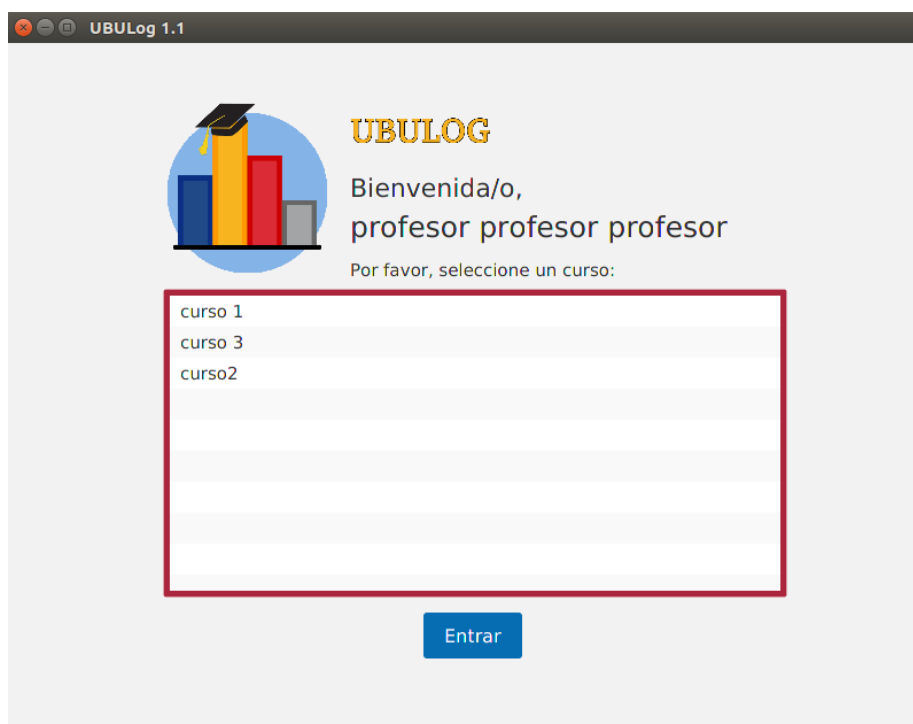 UBULog 1.1
UBULOG
Bienvenida/o,
profesor profesor profesor
Por favor, seleccione un curso:
curso 1
curso 3
curso2
Entrar